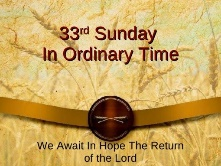 33rd Sunday
In Ordinary Time
We Await In Hope The Return
of the Lord